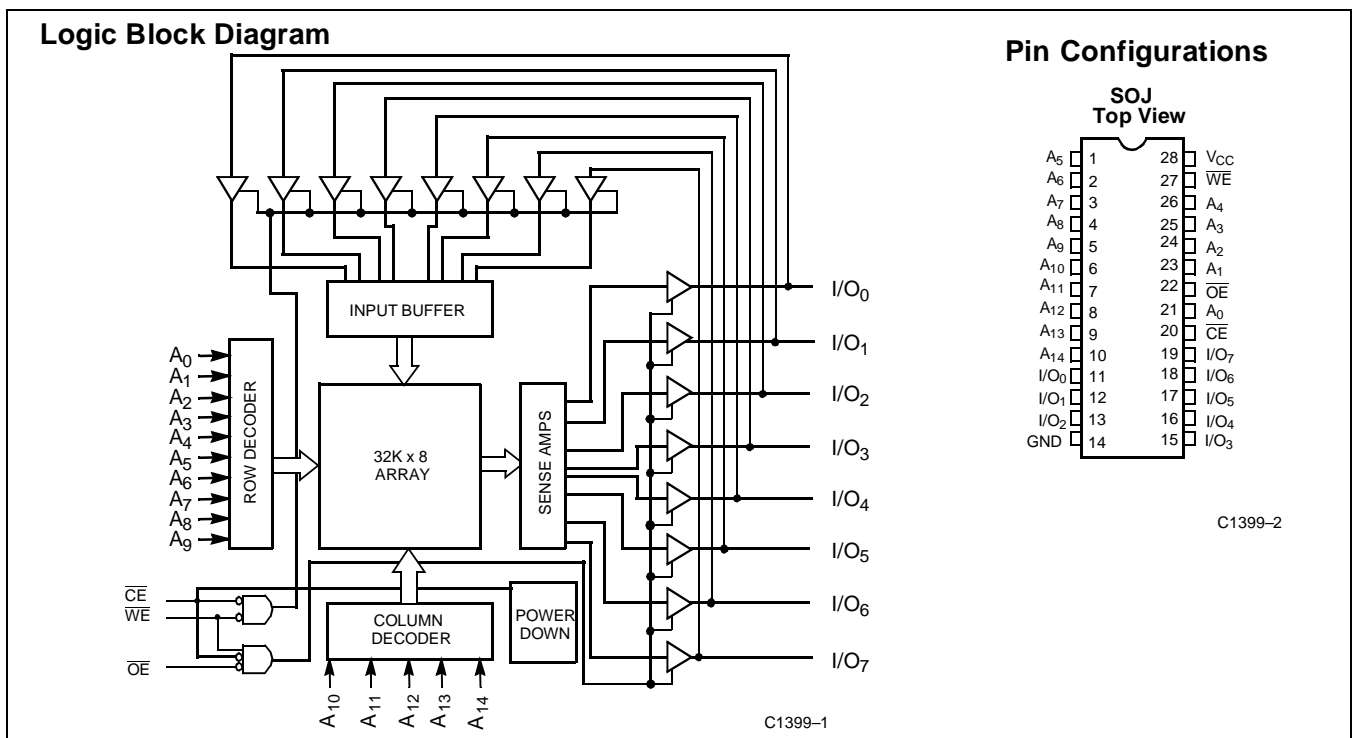 Logic Block Diagram
INPUT BUFFER
A0
A1
A2
A3
A4
A5
A6
A7
A8
A9
ROW DECODER
32K x 8
ARRAY
SENSE AMPS
I/O0
I/O1
I/O2
I/O3
I/O4
I/O5
I/O6
I/O7
CE
WE
OE
COLUMN
DECODER
POWER
DOWN
A10
A11
A12
A13
A14
C1399–1
Pin Configurations
SOJ
Top View
A5 1 28 VCC
A6 2 27 WE
A7 3 26 A4
A8 4 25 A3
A9 5 24 A2
A10 6 23 A1
A11 7 22 OE
A12 8 21 A0
A13 9 20 CE
A14 10 19 I/O7
I/O0 11 18 I/O6
I/O1 12 17 I/O5
I/O2 13 16 I/O4
GND 14 15 I/O3
C1399–2